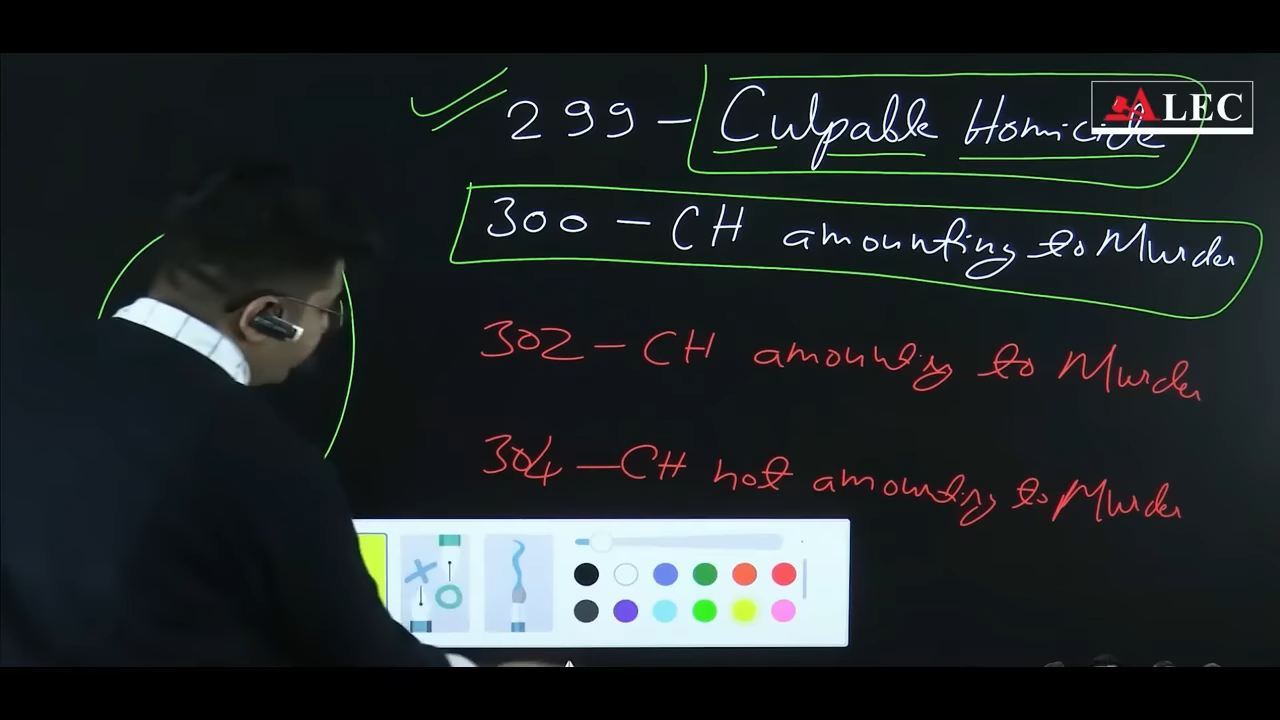 ALEC
299 - Culpable Homicide
300 - CH amounting to Murder
302 - CH amounting to Murder
304 - CH not amounting to Murder